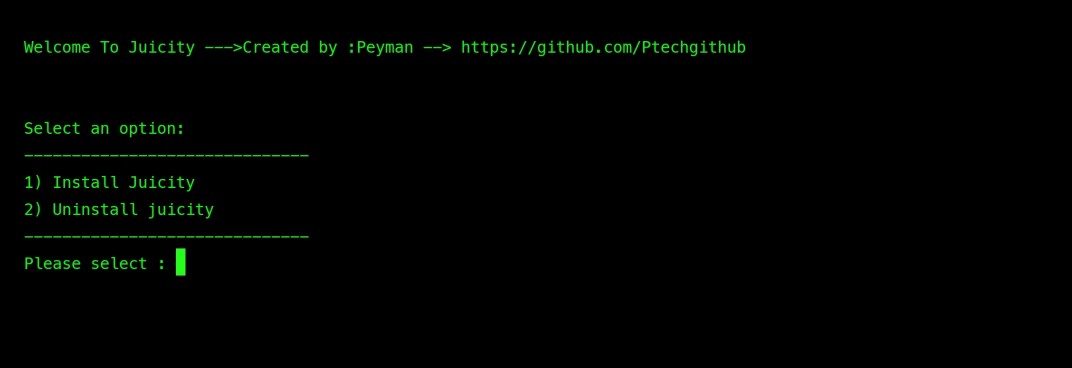 Welcome To Juicity --->Created by :Peyman --> https://github.com/Ptechgithub
Select an option:
------------------------------
1) Install Juicity
2) Uninstall juicity
------------------------------
Please select :